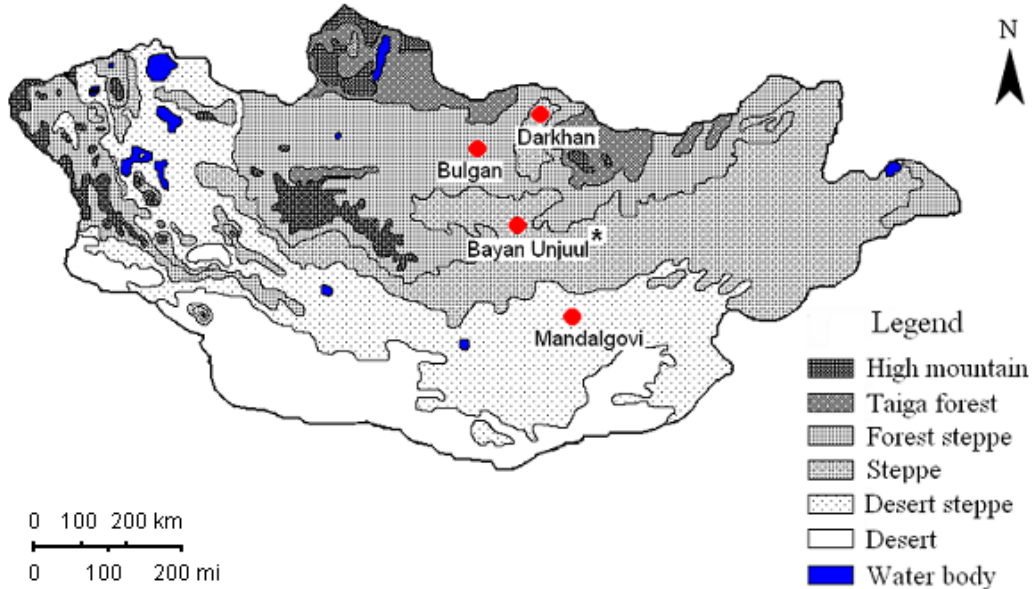 N
Darkhan
Bulgan
Bayan Unjuul *
Mandalgovi
Legend
High mountain
Taiga forest
Forest steppe
Steppe
Desert steppe
Desert
Water body
0 100 200 km
0 100 200 mi